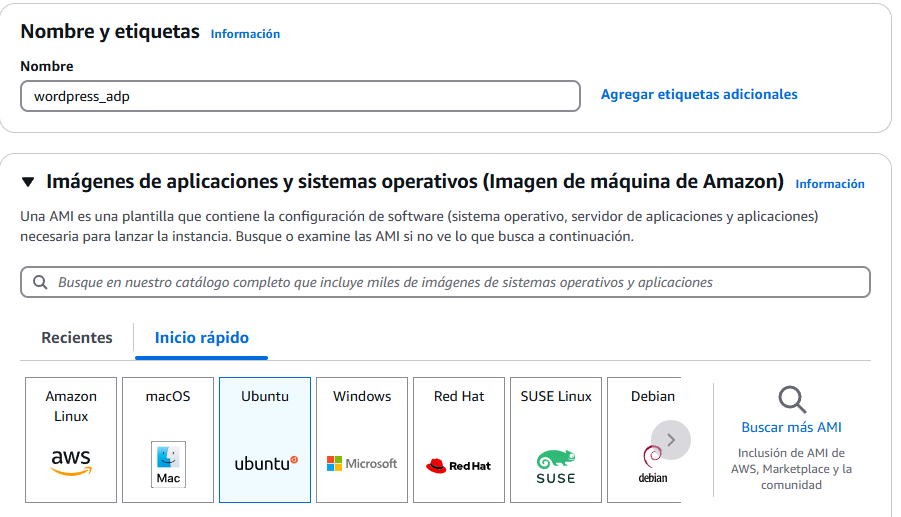 Nombre y etiquetas Información
Nombre
wordpress_adp
Agregar etiquetas adicionales
Imágenes de aplicaciones y sistemas operativos (Imagen de máquina de Amazon) Información
Una AMI es una plantilla que contiene la configuración de software (sistema operativo, servidor de aplicaciones y aplicaciones)
necesaria para lanzar la instancia. Busque o examine las AMI si no ve lo que busca a continuación.
Busque en nuestro catálogo completo que incluye miles de imágenes de sistemas operativos y aplicaciones
Recientes
Inicio rápido
Amazon
Linux
aws
macOS
Mac
Ubuntu
ubuntu
Windows
Microsoft
Red Hat
Red Hat
SUSE Linux
SUSE
Debian
debian
Buscar más AMI
Inclusión de AMI de
AWS, Marketplace y la
comunidad